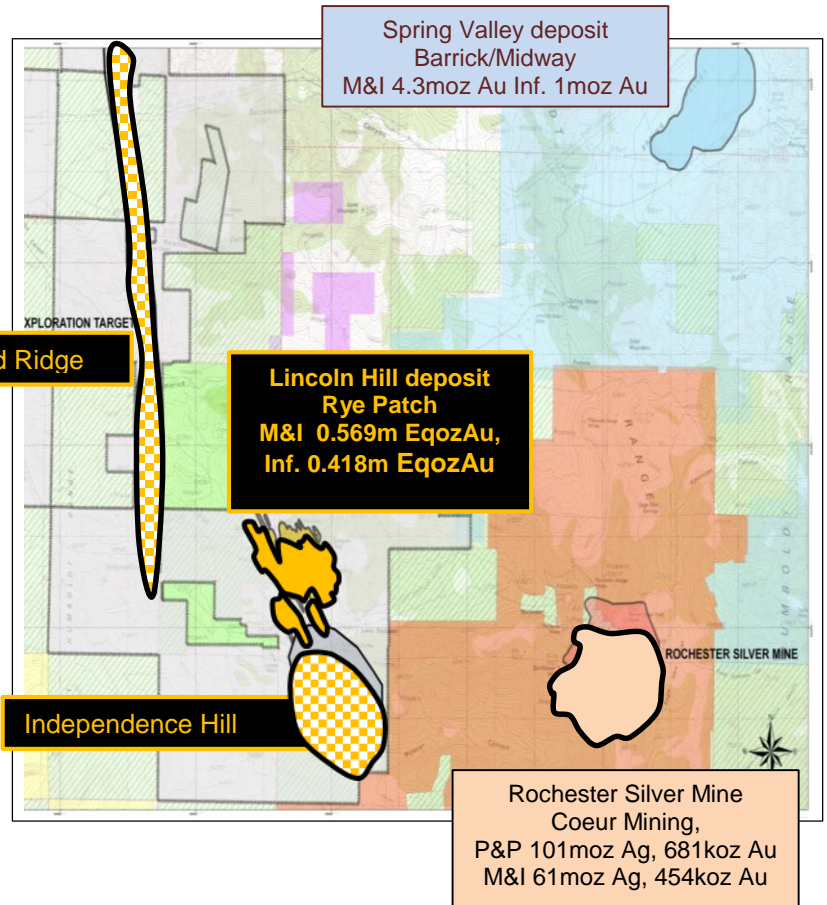 Spring Valley deposit
Barrick/Midway
M&I 4.3moz Au Inf. 1moz Au
XPLORATION TARGET
d Ridge
Lincoln Hill deposit
Rye Patch
M&I 0.569m EqozAu,
Inf. 0.418m EqozAu
RANGE
RANGE
HUMBOLDT
ROCHESTER SILVER MINE
Independence Hill
Rochester Silver Mine
Coeur Mining,
P&P 101moz Ag, 681koz Au
M&I 61moz Ag, 454koz Au